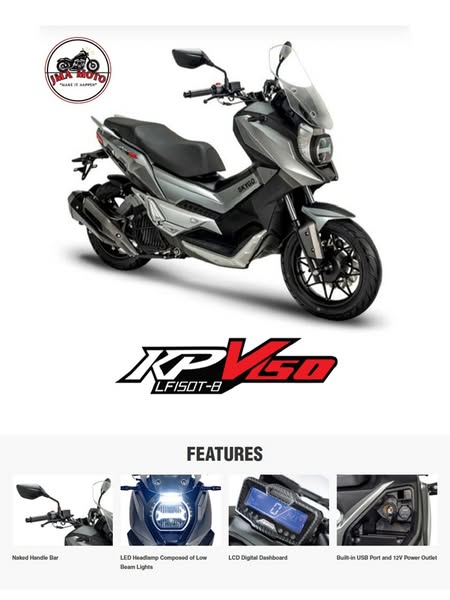 JMA MOTO
"MAKE IT HAPPEN"
SKYGO
KPV150
LF150T-8
FEATURES
Naked Handle Bar
LED Headlamp Composed of Low
Beam Lights
LCD Digital Dashboard
Built-in USB Port and 12V Power Outlet